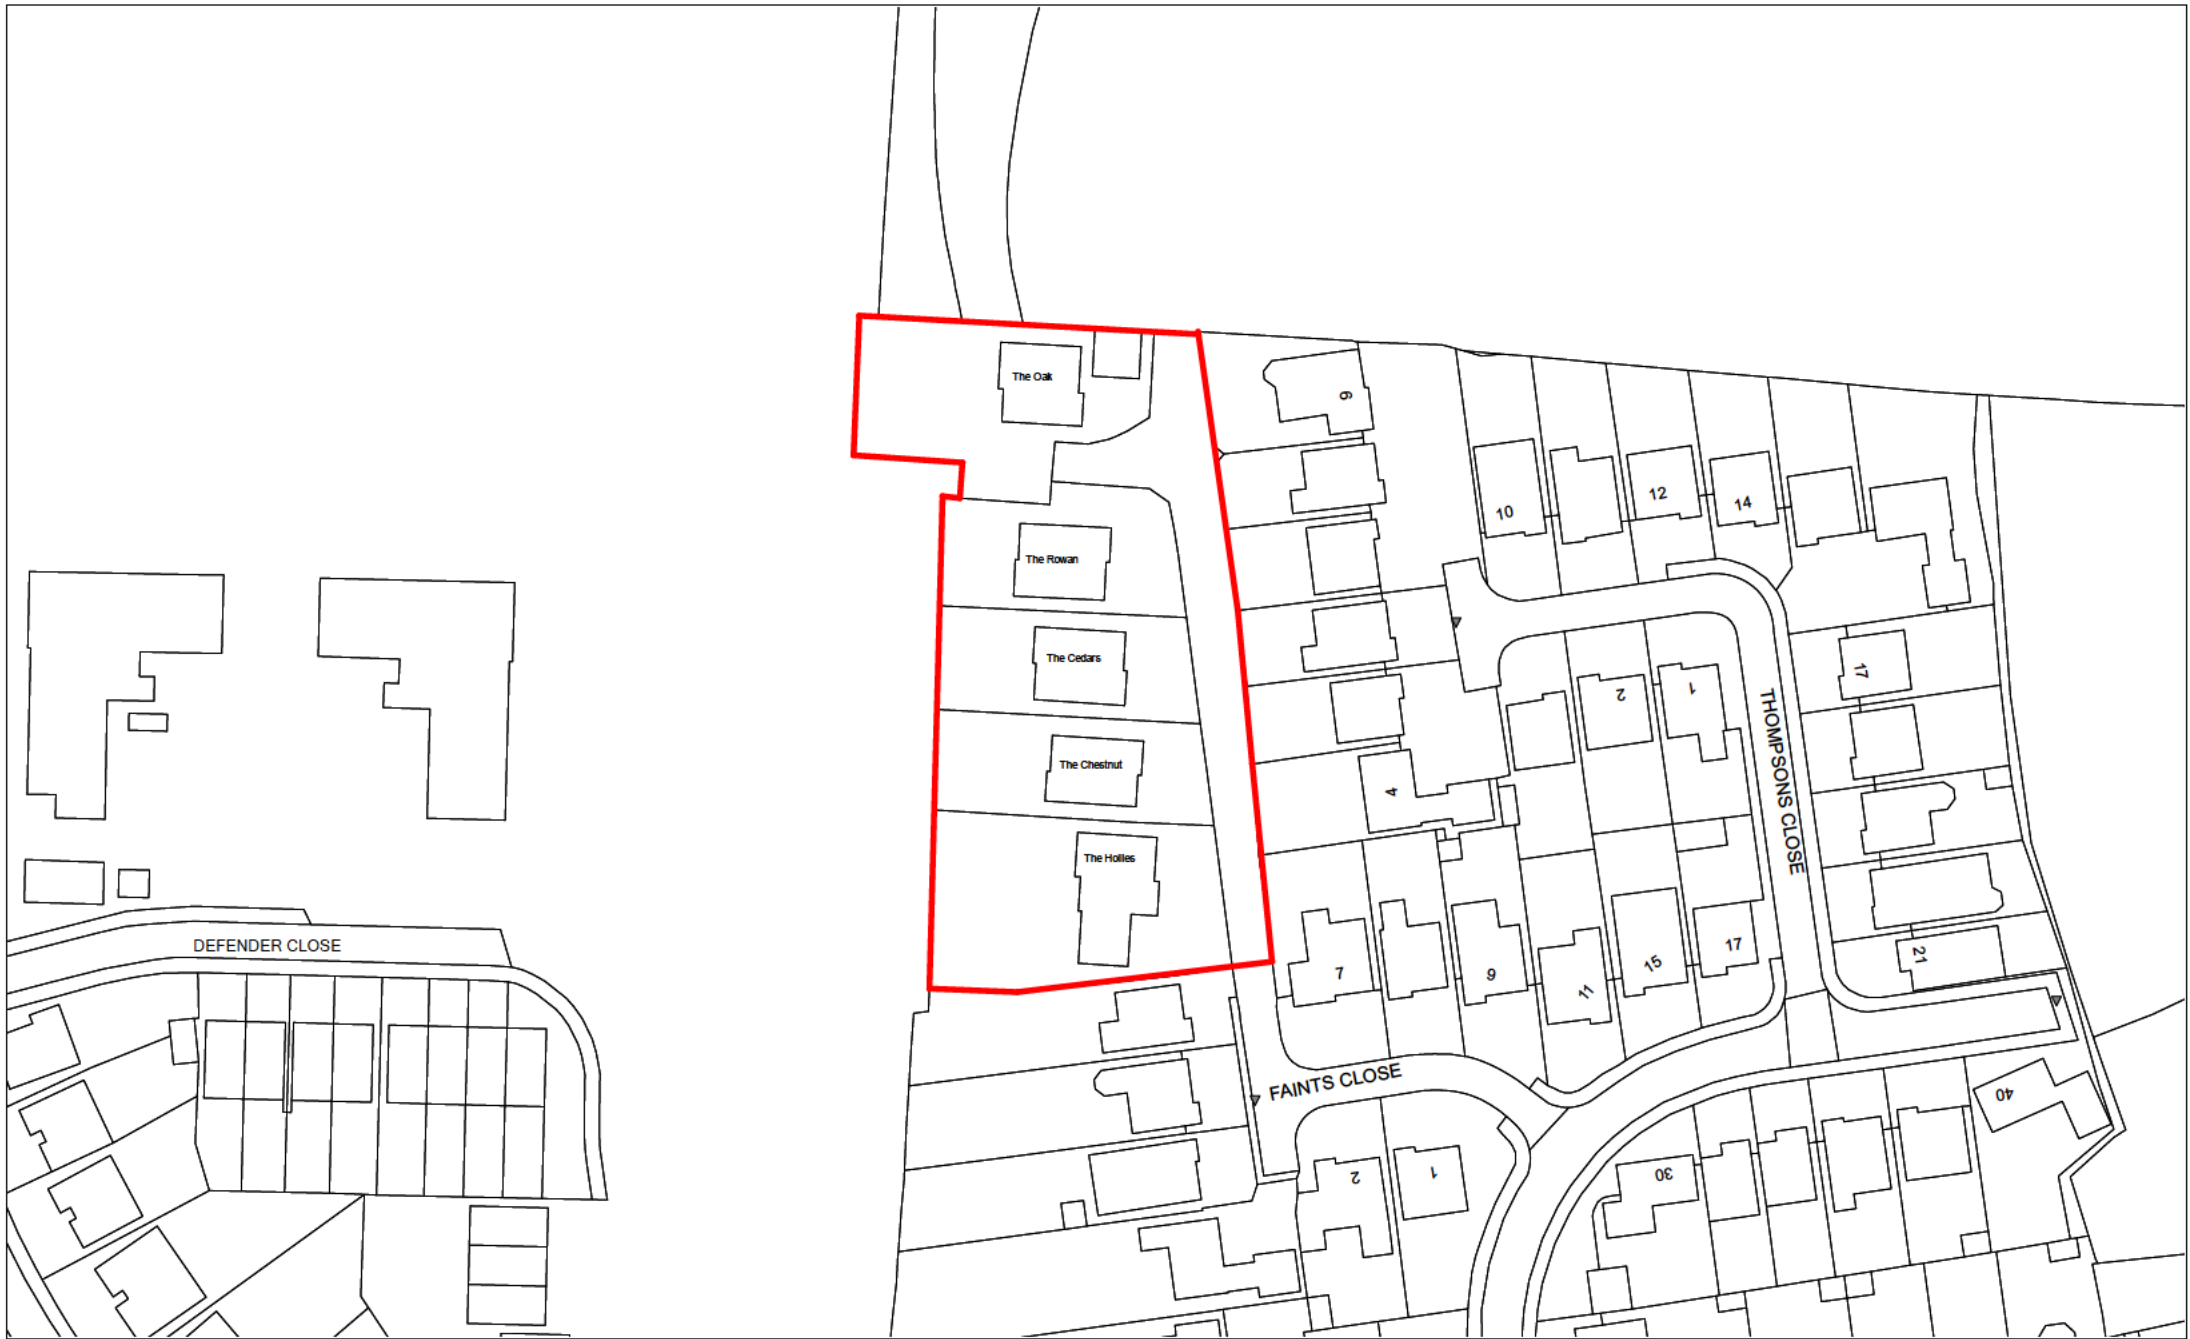 The Oak
9
10
12
14
The Rowan
The Cedars
2
1
17
THOMPSONS CLOSE
The Chestnut
4
The Hollies
DEFENDER CLOSE
7
9
11
15
17
21
FAINTS CLOSE
2
1
30
40